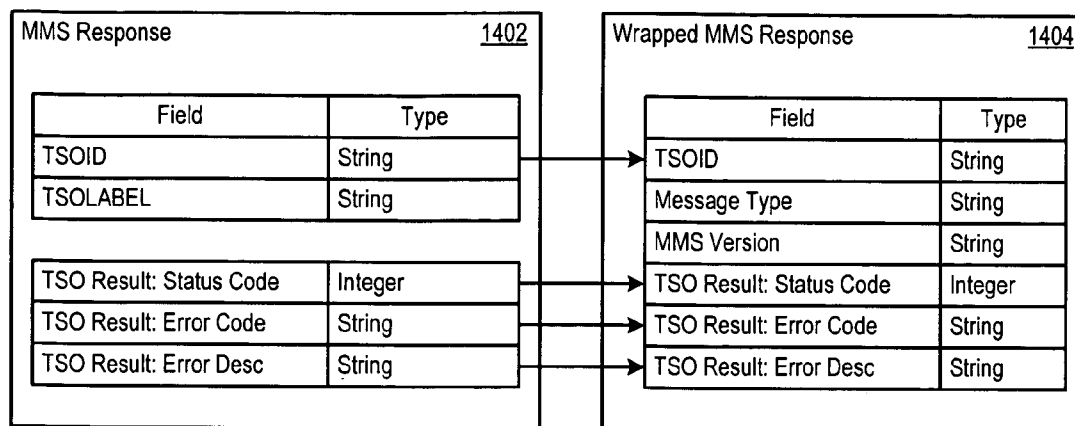 MMS Response 1402
Field Type
TSOID String
TSOLABEL String
TSO Result: Status Code Integer
TSO Result: Error Code String
TSO Result: Error Desc String
Wrapped MMS Response 1404
Field Type
TSOID String
Message Type String
MMS Version String
TSO Result: Status Code Integer
TSO Result: Error Code String
TSO Result: Error Desc String